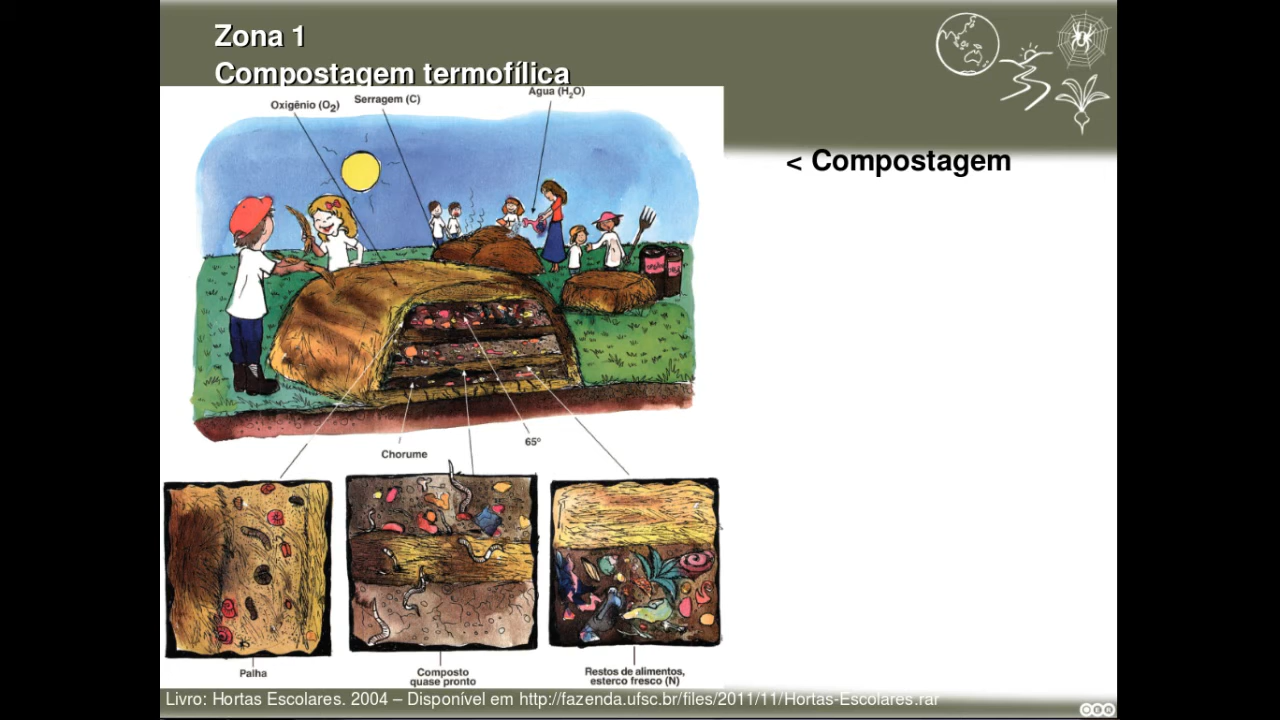 Zona 1
Compostagem termofílica
Oxigênio (O2)
Serragem (C)
Água (H2O)
< Compostagem
65º
Chorume
Palha
Composto
quase pronto
Restos de alimentos,
esterco fresco (N)
Livro: Hortas Escolares. 2004 – Disponível em http://fazenda.ufsc.br/files/2011/11/Hortas-Escolares.rar